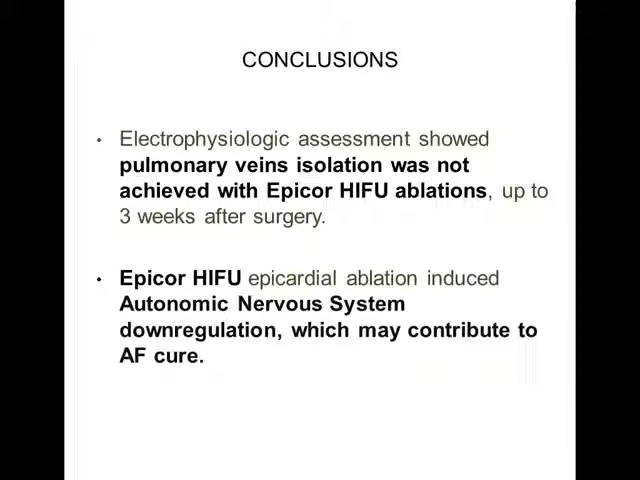 CONCLUSIONS
• Electrophysiologic assessment showed
pulmonary veins isolation was not
achieved with Epicor HIFU ablations, up to
3 weeks after surgery.
• Epicor HIFU epicardial ablation induced
Autonomic Nervous System
downregulation, which may contribute to
AF cure.